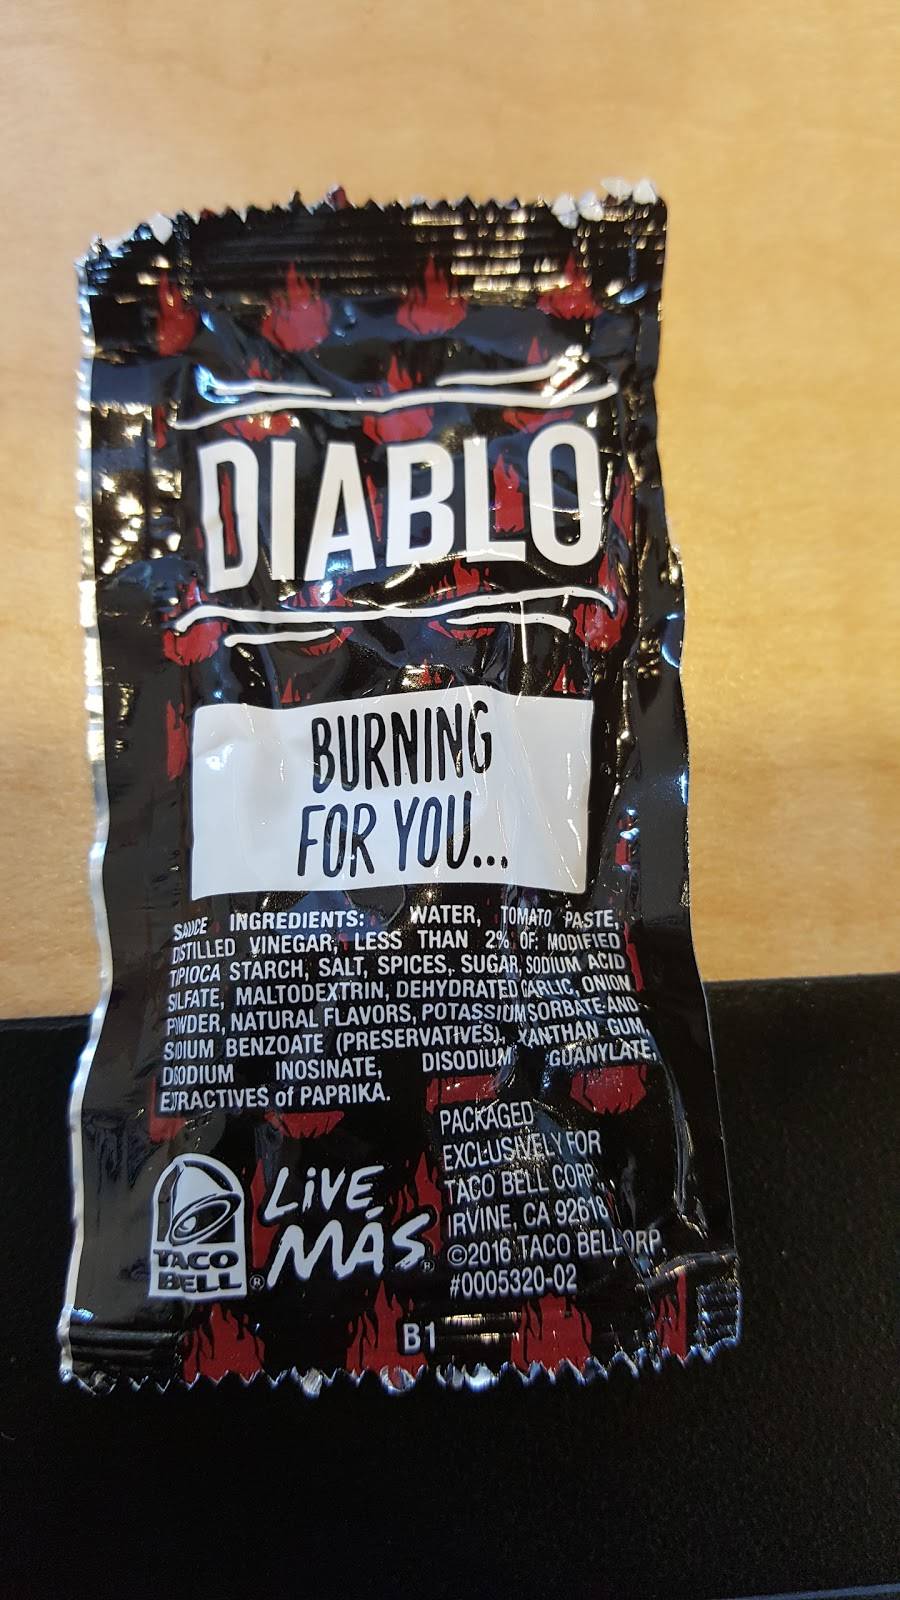 DIABLO
BURNING
FOR YOU...
SAUCE INGREDIENTS: WATER, TOMATO PASTE,
DISTILLED VINEGAR, LESS THAN 2% OF: MODIFIED
TAPIOCA STARCH, SALT, SPICES, SUGAR, SODIUM ACID
SULFATE, MALTODEXTRIN, DEHYDRATED GARLIC, ONION
POWDER, NATURAL FLAVORS, POTASSIUM SORBATE AND
SODIUM BENZOATE (PRESERVATIVES), XANTHAN GUM,
DISODIUM INOSINATE, DISODIUM GUANYLATE,
EXTRACTIVES of PAPRIKA.
PACKAGED
EXCLUSIVELY FOR
TACO BELL CORP.
IRVINE, CA 92618
©2016 TACO BELL CORP.
#0005320-02
TACO
BELL®
LIVE
MÁS®
B1